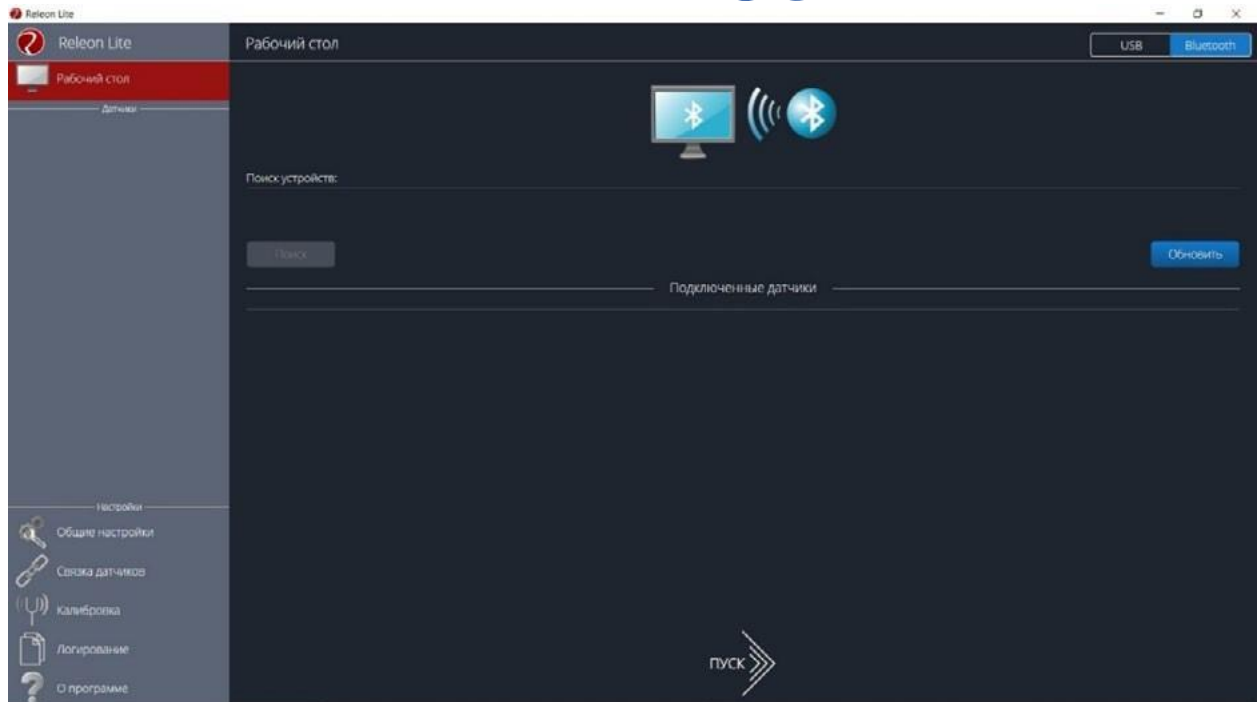 Releon Lite
Releon Lite
Рабочий стол
USB
Bluetooth
Рабочий стол
Датчики
Поиск устройств:
Поиск
Обновить
Подключенные датчики
Настройки
Общие настройки
Связка датчиков
Калибровка
Логирование
ПУСК
О программе